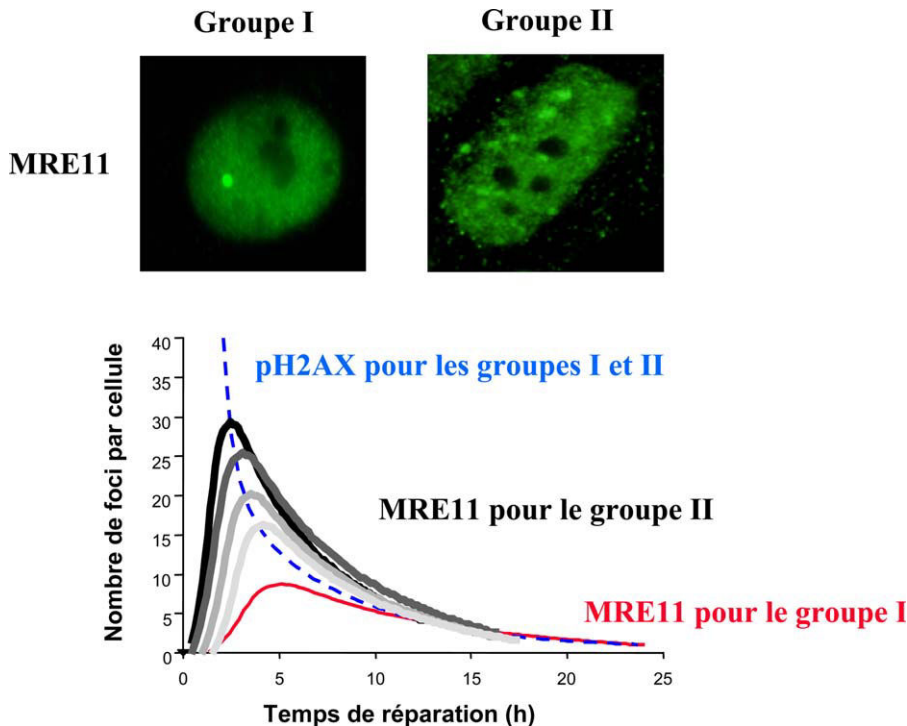 Groupe I
Groupe II
MRE11
Nombre de foci par cellule
40
35
30
25
20
15
10
5
0
pH2AX pour les groupes I et II
MRE11 pour le groupe II
MRE11 pour le groupe I
0
5
10
15
20
25
Temps de réparation (h)